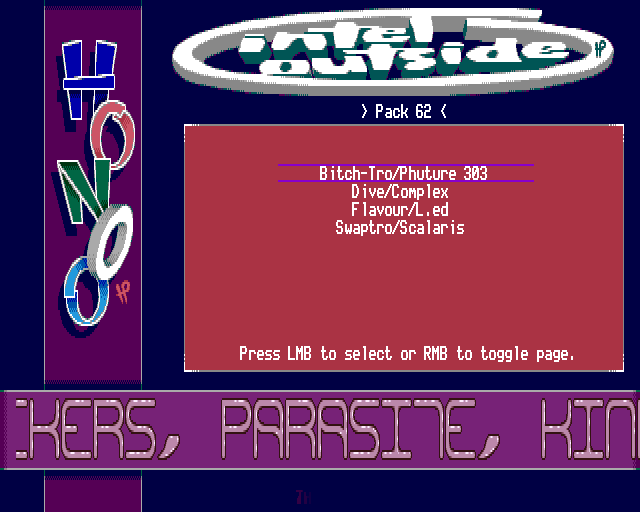 HONOO
intel
outside
> Pack 62 <
Bitch-Tro/Phuture 303
Dive/Complex
Flavour/L.ed
Swaptro/Scalaris
Press LMB to select or RMB to toggle page.
KERS, PARASITE, KIN